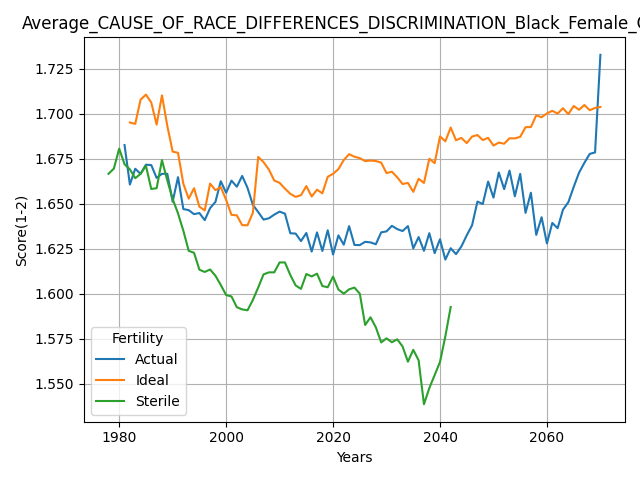 Average_CAUSE_OF_RACE_DIFFERENCES_DISCRIMINATION_Black_Female_
1.725
1.700
1.675
1.650
1.625
1.600
1.575
1.550
Score(1-2)
Fertility
Actual
Ideal
Sterile
1980
2000
2020
2040
2060
Years